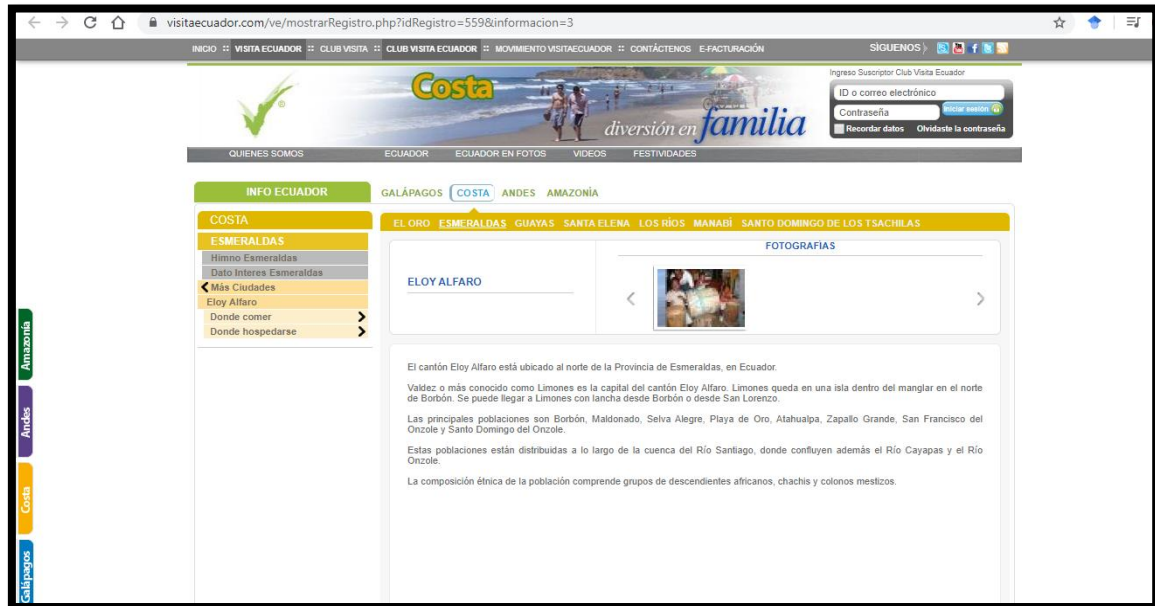 visitaecuador.com/ve/mostrarRegistro.php?idRegistro=559&informacion=3
INICIO :: VISITA ECUADOR :: CLUB VISITA :: CLUB VISITA ECUADOR :: MOVIMIENTO VISITAECUADOR :: CONTÁCTENOS E-FACTURACIÓN
SÍGUENOS
Costa
diversión en familia
Ingreso Suscriptor Club Visita Ecuador
ID o correo electrónico
Contraseña
Iniciar sesión
Recordar datos Olvidaste la contraseña
QUIENES SOMOS ECUADOR ECUADOR EN FOTOS VIDEOS FESTIVIDADES
INFO ECUADOR
GALÁPAGOS COSTA ANDES AMAZONÍA
COSTA
EL ORO ESMERALDAS GUAYAS SANTA ELENA LOS RÍOS MANABÍ SANTO DOMINGO DE LOS TSACHILAS
ESMERALDAS
Himno Esmeraldas
Dato Interes Esmeraldas
Más Ciudades
Eloy Alfaro
Donde comer
Donde hospedarse
ELOY ALFARO
FOTOGRAFÍAS
El cantón Eloy Alfaro está ubicado al norte de la Provincia de Esmeraldas, en Ecuador.
Valdez o más conocido como Limones es la capital del cantón Eloy Alfaro. Limones queda en una isla dentro del manglar en el norte
de Borbón. Se puede llegar a Limones con lancha desde Borbón o desde San Lorenzo.
Las principales poblaciones son Borbón, Maldonado, Selva Alegre, Playa de Oro, Atahualpa, Zapallo Grande, San Francisco del
Onzole y Santo Domingo del Onzole.
Estas poblaciones están distribuidas a lo largo de la cuenca del Río Santiago, donde confluyen además el Río Cayapas y el Río
Onzole.
La composición étnica de la población comprende grupos de descendientes africanos, chachis y colonos mestizos.
Amazonía
Andes
Costa
Galápagos